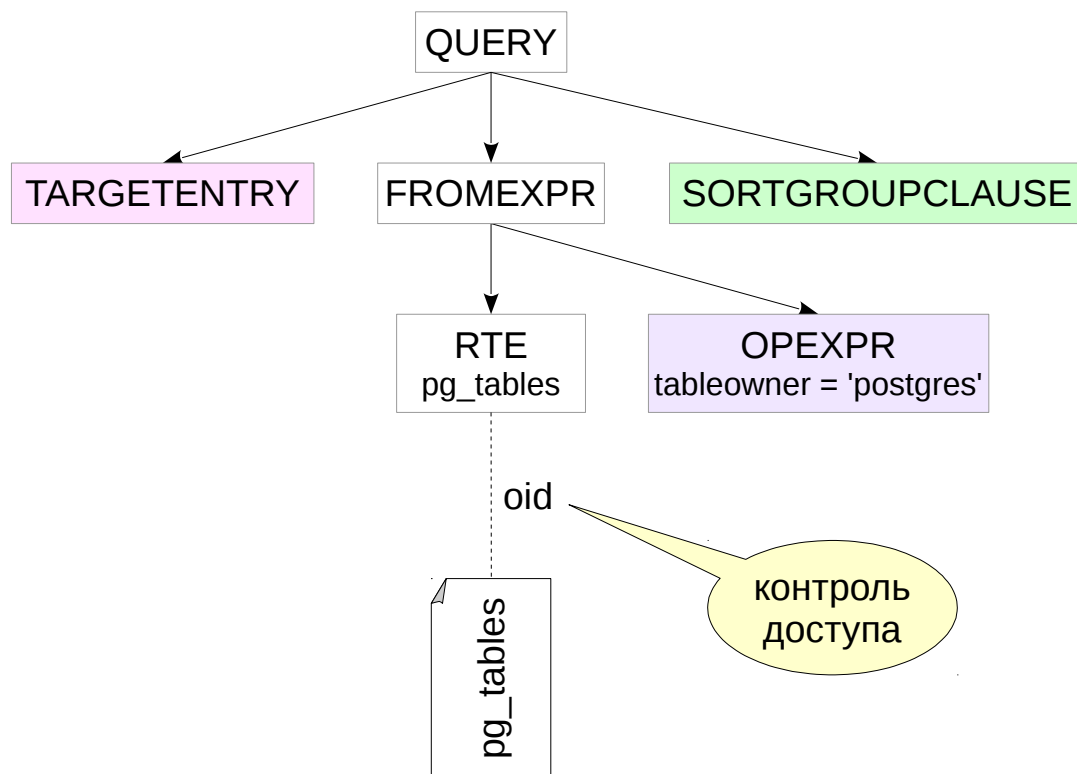 QUERY
TARGETENTRY
FROMEXPR
SORTGROUPCLAUSE
RTE
pg_tables
OPEXPR
tableowner = 'postgres'
oid
контроль
доступа
pg_tables